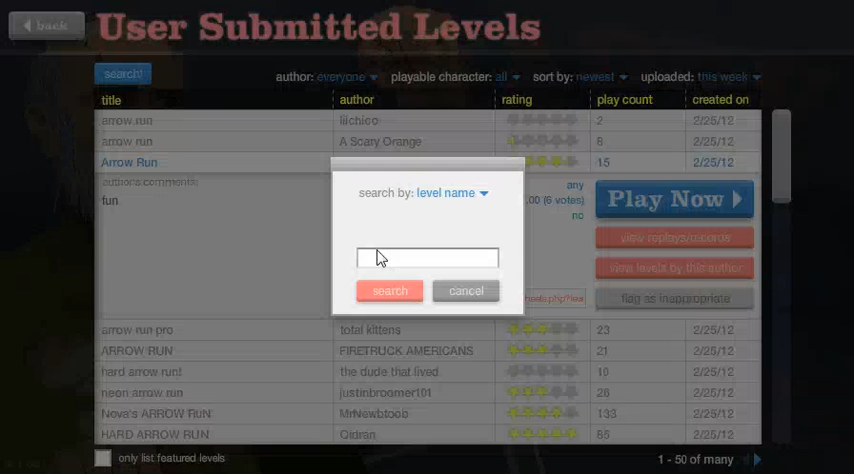 back
User Submitted Levels
search!
author: everyone playable character: all sort by: newest uploaded: this week
title author rating play count created on
arrow run lilchico 2 2/25/12
arrow run A Scary Orange 8 2/25/12
Arrow Run 15 2/25/12
author's comments: any
fun .00 (6 votes)
no
Play Now
view replays/records
view levels by this author
flag as inappropriate
search by: level name
search cancel
arrow run pro total kittens 23 2/25/12
ARROW RUN FIRETRUCK AMERICANS 21 2/25/12
hard arrow run! the dude that lived 10 2/25/12
neon arrow run justinbroomer101 26 2/25/12
Nova's ARROW RUN MrNewbtoob 133 2/25/12
HARD ARROW RUN Qidran 65 2/25/12
only list featured levels 1 - 50 of many